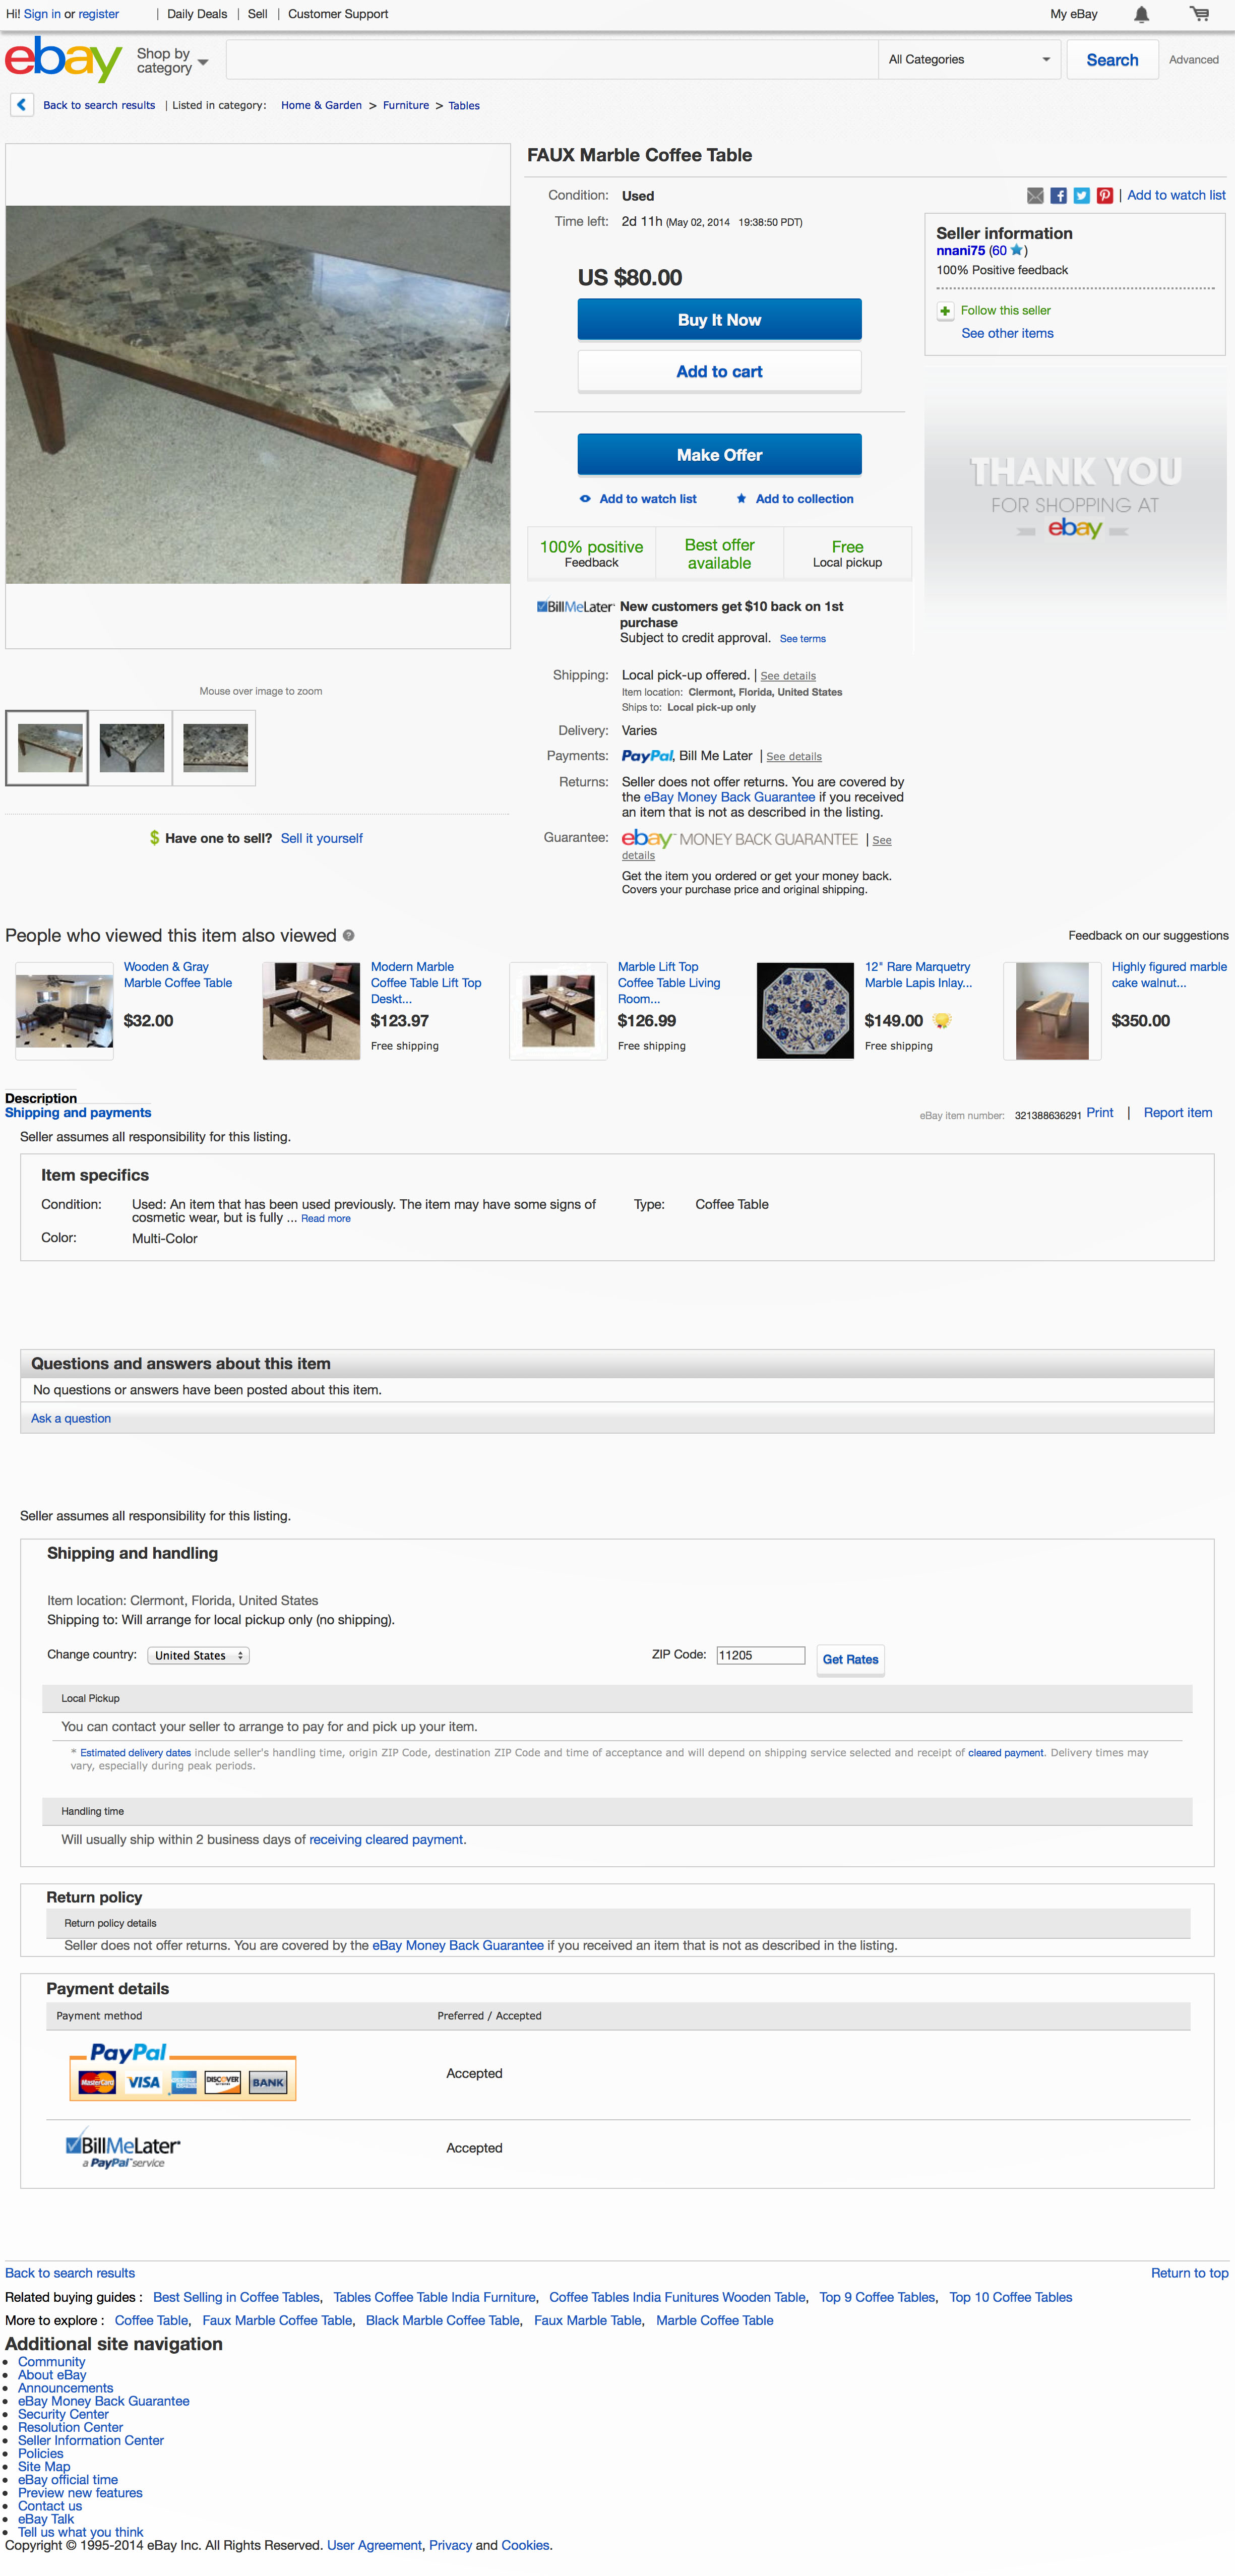 Hi! Sign in or register | Daily Deals | Sell | Customer Support My eBay
ebay Shop by category All Categories Search Advanced
Back to search results | Listed in category: Home & Garden > Furniture > Tables
FAUX Marble Coffee Table
Condition: Used
| Add to watch list
Time left: 2d 11h (May 02, 2014 19:38:50 PDT)
Seller information
nnani75 (60 )
100% Positive feedback
Follow this seller
See other items
US $80.00
Buy It Now
Add to cart
Make Offer
Add to watch list Add to collection
THANK YOU
FOR SHOPPING AT
ebay
100% positive
Feedback
Best offer
available
Free
Local pickup
BillMeLater New customers get $10 back on 1st
purchase
Subject to credit approval. See terms
Mouse over image to zoom
Shipping: Local pick-up offered. | See details
Item location: Clermont, Florida, United States
Ships to: Local pick-up only
Delivery: Varies
Payments: PayPal, Bill Me Later | See details
Returns: Seller does not offer returns. You are covered by
the eBay Money Back Guarantee if you received
an item that is not as described in the listing.
$ Have one to sell? Sell it yourself
Guarantee: ebay MONEY BACK GUARANTEE | See
details
Get the item you ordered or get your money back.
Covers your purchase price and original shipping.
People who viewed this item also viewed ? Feedback on our suggestions
Wooden & Gray
Marble Coffee Table
$32.00
Modern Marble
Coffee Table Lift Top
Deskt...
$123.97
Free shipping
Marble Lift Top
Coffee Table Living
Room...
$126.99
Free shipping
12" Rare Marquetry
Marble Lapis Inlay...
$149.00
Free shipping
Highly figured marble
cake walnut...
$350.00
Description
Shipping and payments
eBay item number: 321388636291 Print | Report item
Seller assumes all responsibility for this listing.
Item specifics
Condition: Used: An item that has been used previously. The item may have some signs of
cosmetic wear, but is fully ... Read more
Type: Coffee Table
Color: Multi-Color
Questions and answers about this item
No questions or answers have been posted about this item.
Ask a question
Seller assumes all responsibility for this listing.
Shipping and handling
Item location: Clermont, Florida, United States
Shipping to: Will arrange for local pickup only (no shipping).
Change country: United States ZIP Code: 11205 Get Rates
Local Pickup
You can contact your seller to arrange to pay for and pick up your item.
* Estimated delivery dates include seller's handling time, origin ZIP Code, destination ZIP Code and time of acceptance and will depend on shipping service selected and receipt of cleared payment. Delivery times may
vary, especially during peak periods.
Handling time
Will usually ship within 2 business days of receiving cleared payment.
Return policy
Return policy details
Seller does not offer returns. You are covered by the eBay Money Back Guarantee if you received an item that is not as described in the listing.
Payment details
Payment method Preferred / Accepted
PayPal
MasterCard VISA AMERICAN EXPRESS DISCOVER BANK
Accepted
BillMeLater
a PayPal service
Accepted
Back to search results Return to top
Related buying guides : Best Selling in Coffee Tables, Tables Coffee Table India Furniture, Coffee Tables India Funitures Wooden Table, Top 9 Coffee Tables, Top 10 Coffee Tables
More to explore : Coffee Table, Faux Marble Coffee Table, Black Marble Coffee Table, Faux Marble Table, Marble Coffee Table
Additional site navigation
Community
About eBay
Announcements
eBay Money Back Guarantee
Security Center
Resolution Center
Seller Information Center
Policies
Site Map
eBay official time
Preview new features
Contact us
eBay Talk
Tell us what you think
Copyright © 1995-2014 eBay Inc. All Rights Reserved. User Agreement, Privacy and Cookies.